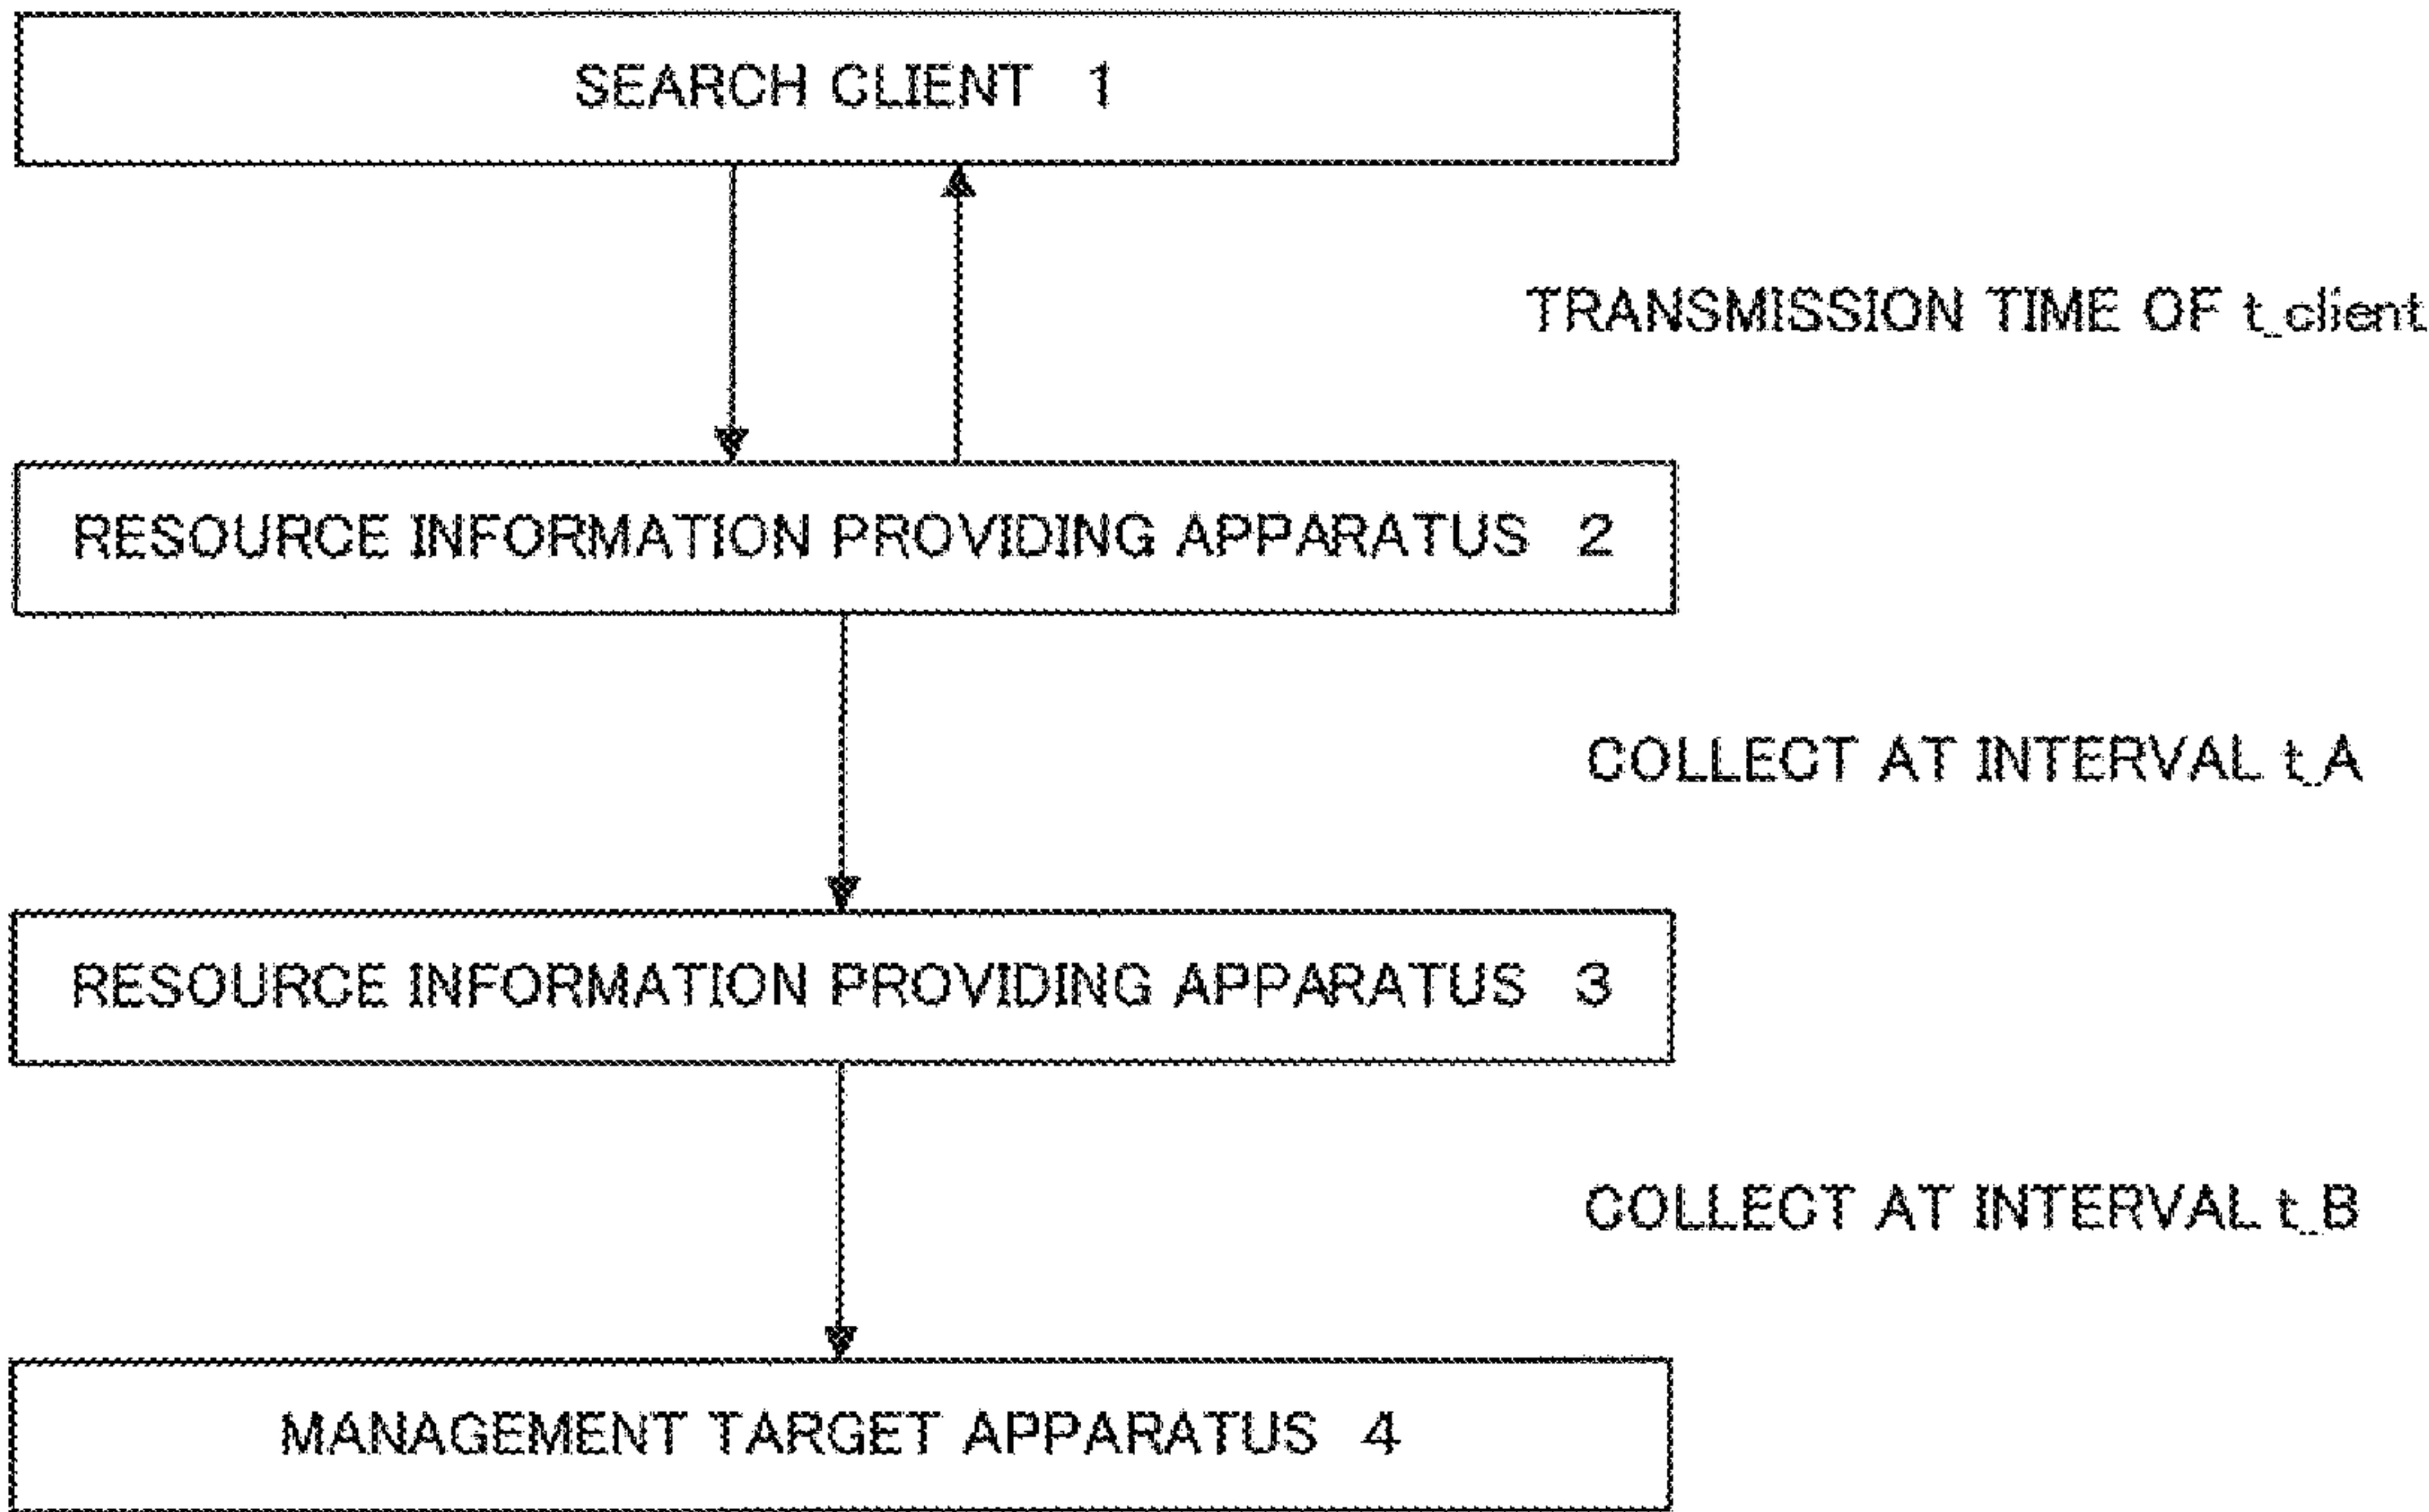 SEARCH CLIENT 1
TRANSMISSION TIME OF t_client
RESOURCE INFORMATION PROVIDING APPARATUS 2
COLLECT AT INTERVAL t_A
RESOURCE INFORMATION PROVIDING APPARATUS 3
COLLECT AT INTERVAL t_B
MANAGEMENT TARGET APPARATUS 4